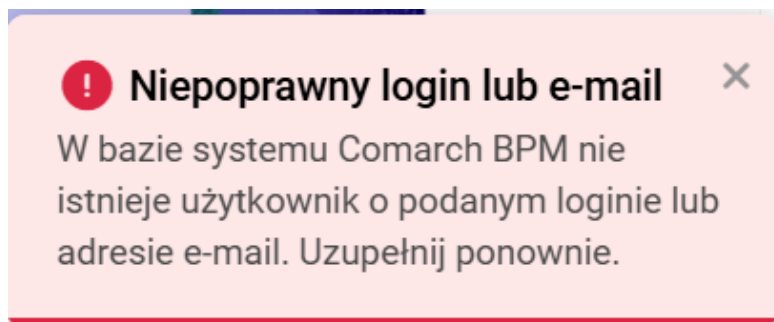 Niepoprawny login lub e-mail
W bazie systemu Comarch BPM nie
istnieje użytkownik o podanym loginie lub
adresie e-mail. Uzupełnij ponownie.